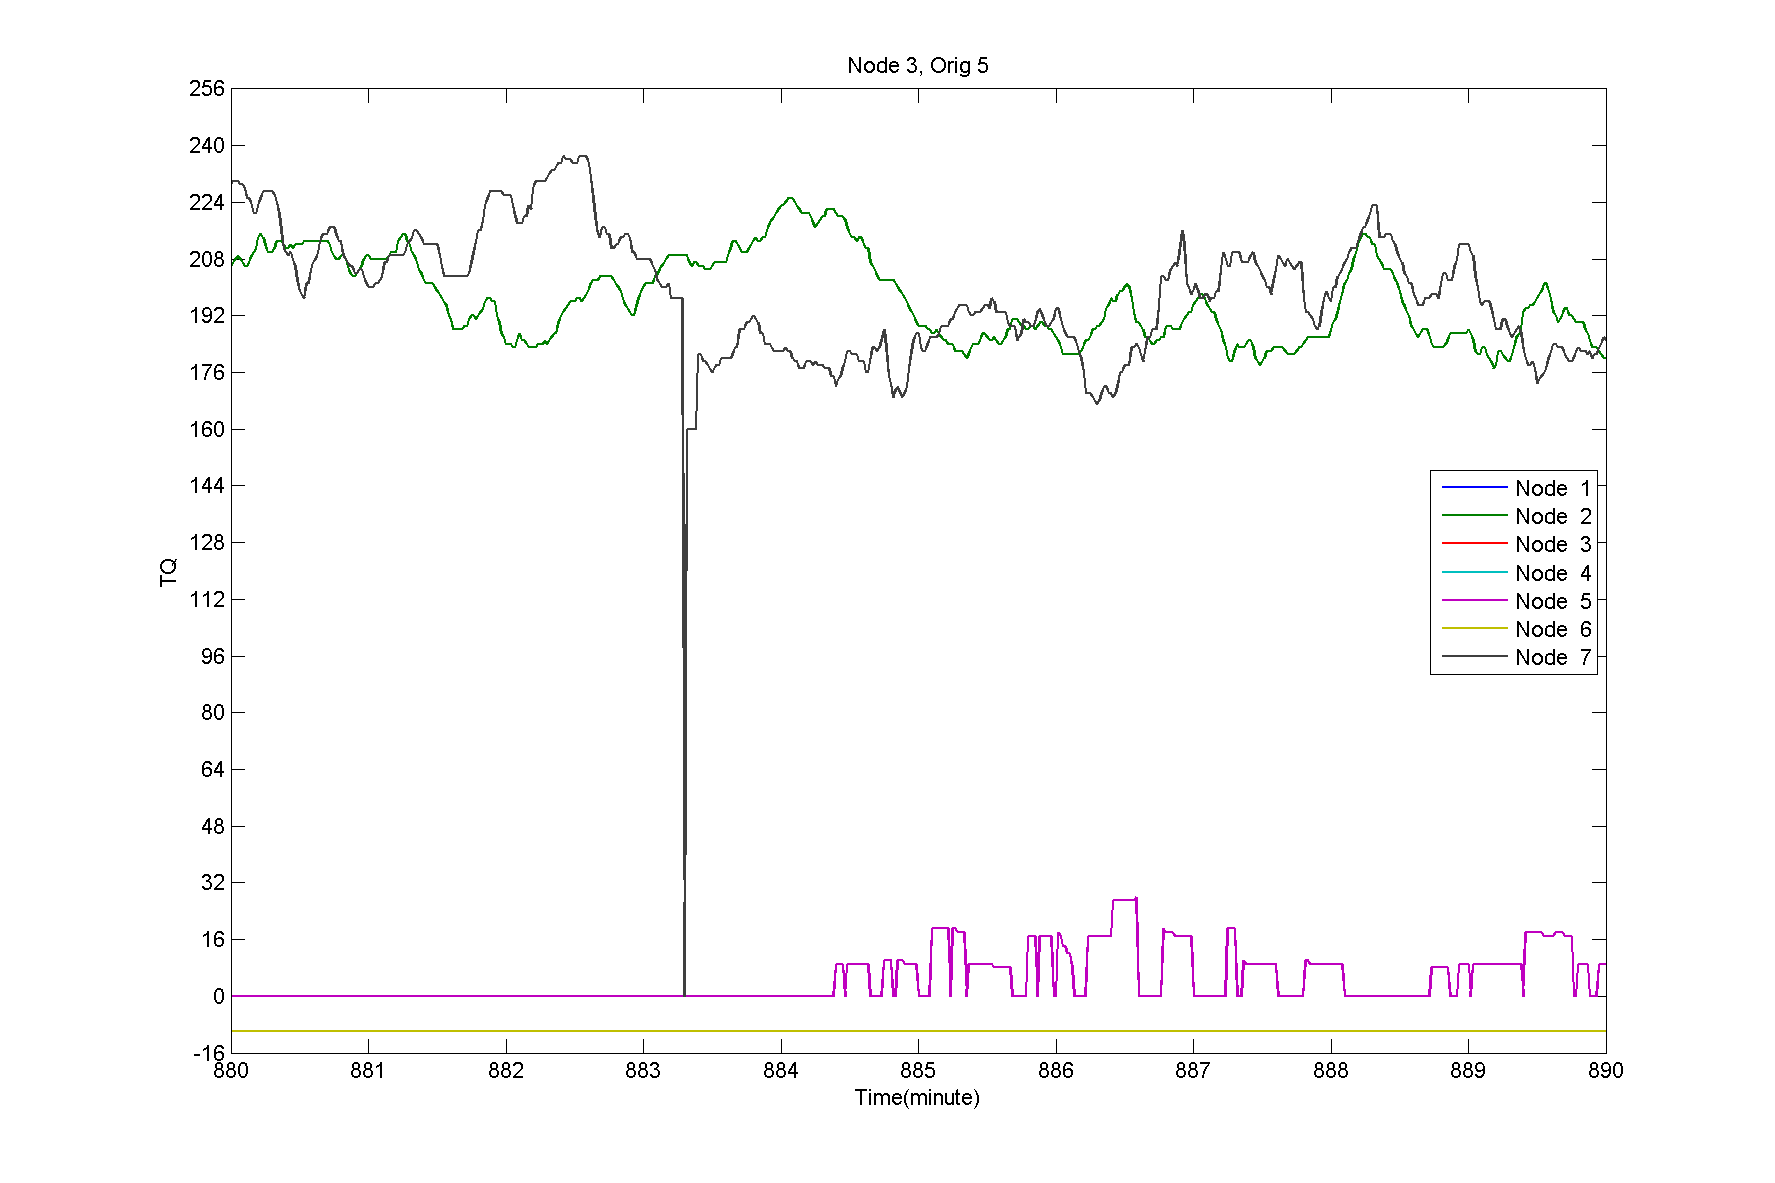 Node 3, Orig 5
256
240
224
208
192
176
160
144
128
112
96
80
64
48
32
16
0
-16
TQ
Node 1
Node 2
Node 3
Node 4
Node 5
Node 6
Node 7
880 881 882 883 884 885 886 887 888 889 890
Time(minute)